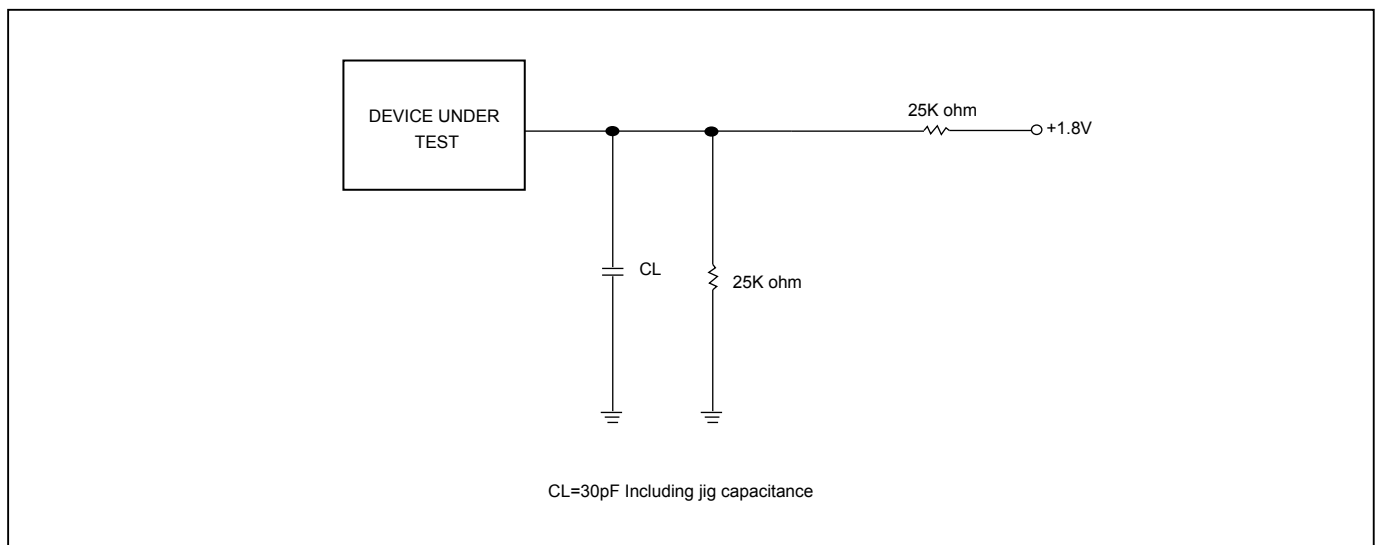 DEVICE UNDER
TEST
25K ohm
+1.8V
CL
25K ohm
CL=30pF Including jig capacitance